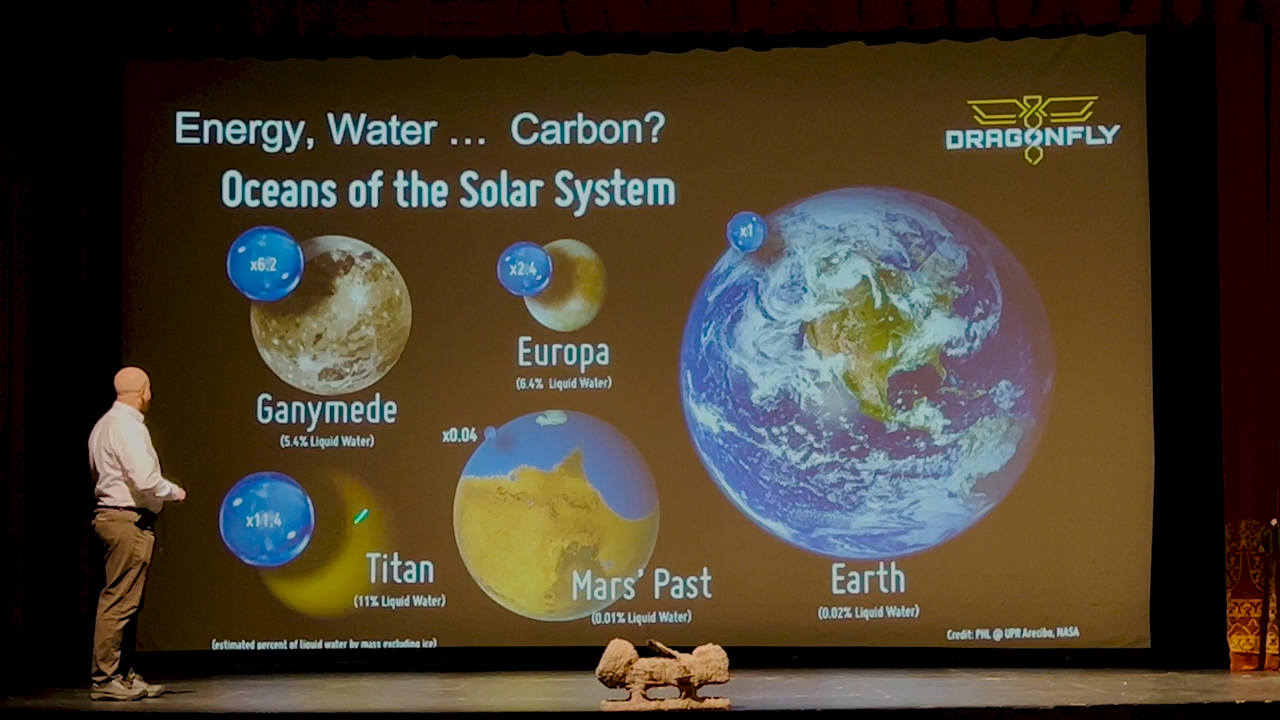 Energy, Water ... Carbon?
DRAGONFLY
Oceans of the Solar System
x6.2
Ganymede
(5.4% Liquid Water)
x2.4
Europa
(6.4% Liquid Water)
x1
Earth
(0.02% Liquid Water)
x11.4
Titan
(11% Liquid Water)
x0.04
Mars' Past
(0.01% Liquid Water)
(estimated percent of liquid water by mass excluding ice)
Credit: PHL @ UPR Arecibo, NASA